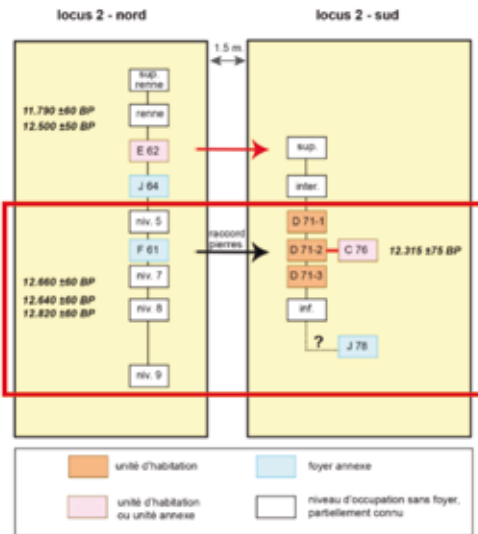 locus 2 - nord
locus 2 - sud
1.5 m.
sup.
renne
11.790 ±60 BP
12.500 ±50 BP
renne
E 62
J 64
niv. 5
F 61
niv. 7
niv. 8
niv. 9
12.660 ±60 BP
12.640 ±60 BP
12.820 ±60 BP
raccord
pierres
sup.
inter.
D 71-1
D 71-2
C 76
12.315 ±75 BP
D 71-3
inf.
?
J 78
unité d'habitation
foyer annexe
unité d'habitation
ou unité annexe
niveau d'occupation sans foyer,
partiellement connu